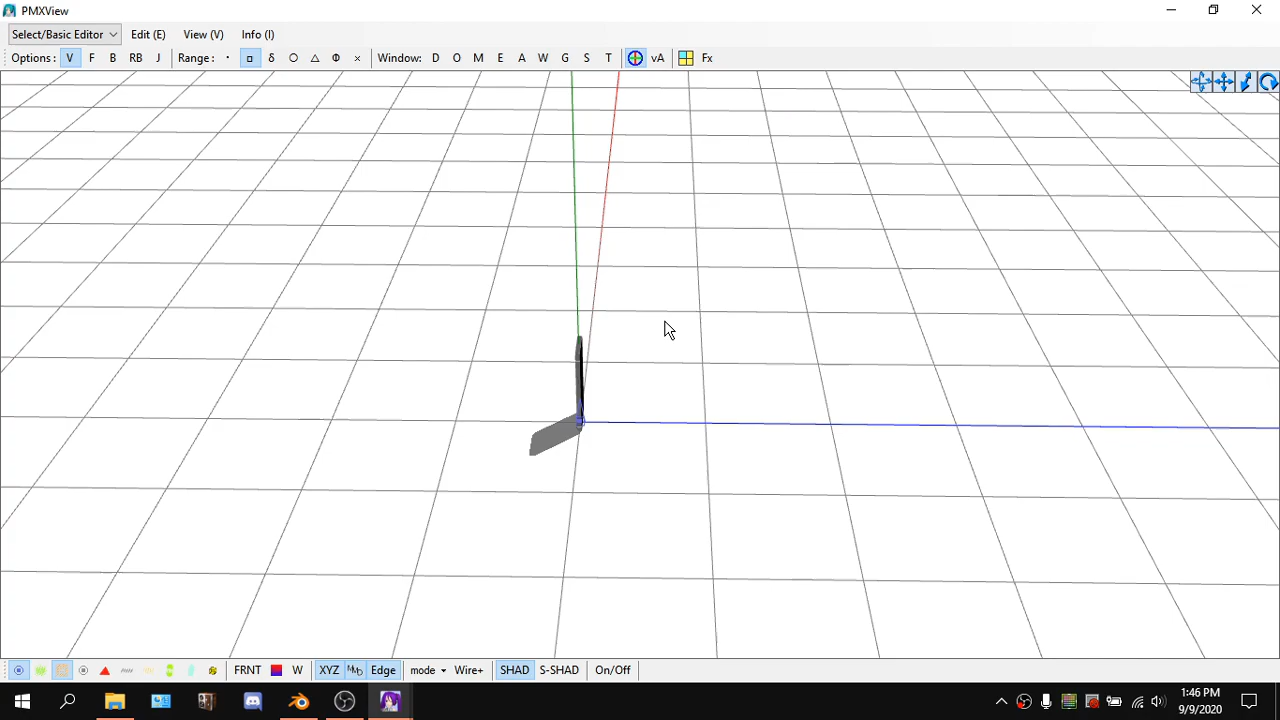 PMXView
Select/Basic Editor Edit (E) View (V) Info (I)
Options: V F B RB J Range: · δ Φ × Window: D O M E A W G S T vA Fx
FRNT W XYZ Edge mode Wire+ SHAD S-SHAD On/Off
1:46 PM
9/9/2020